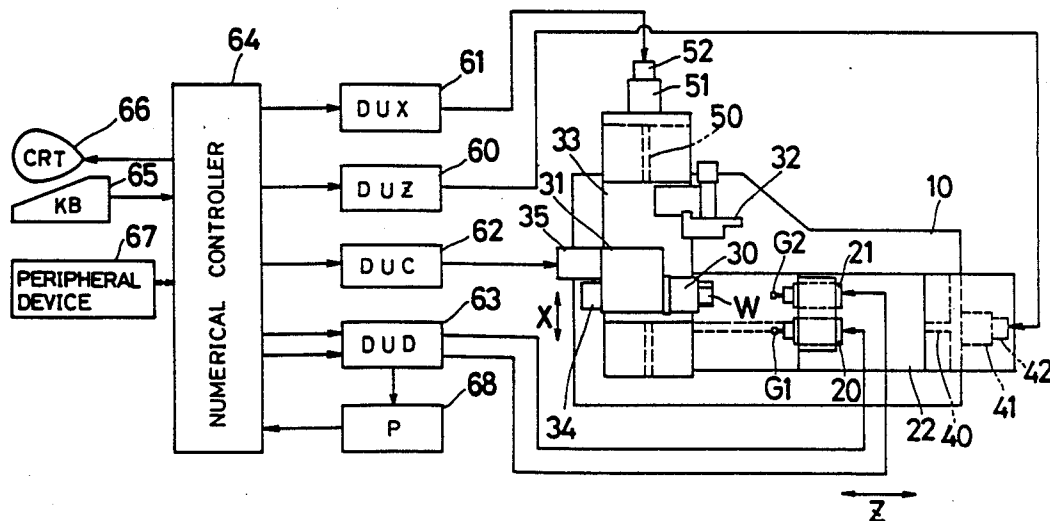 64
66
CRT
65
KB
67
PERIPHERAL
DEVICE
NUMERICAL CONTROLLER
61
DUX
60
DUZ
62
DUC
63
DUD
68
P
52
51
50
33
31
35
32
10
30
G2
21
X
W
34
G1
20
22
40
41
42
Z